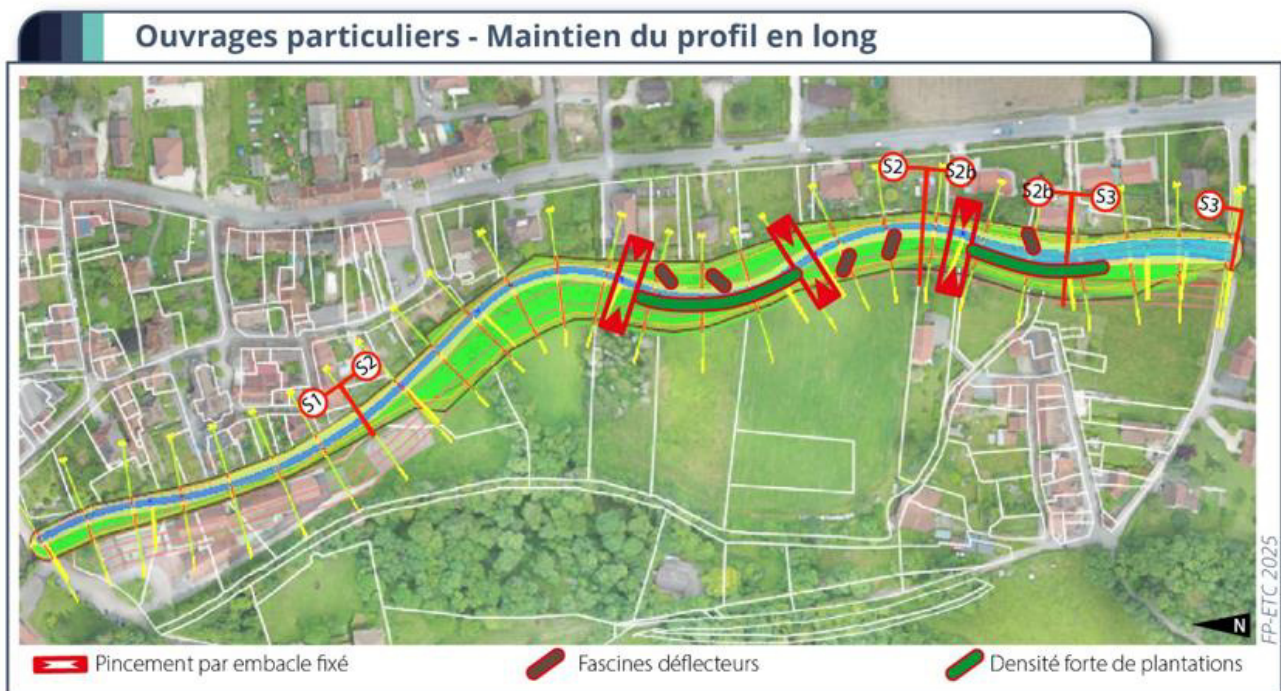 Ouvrages particuliers - Maintien du profil en long
S2
S2b
S2b
S3
S3
S1
S2
N
FP-ETC 2025
Pincement par embacle fixé
Fascines déflecteurs
Densité forte de plantations